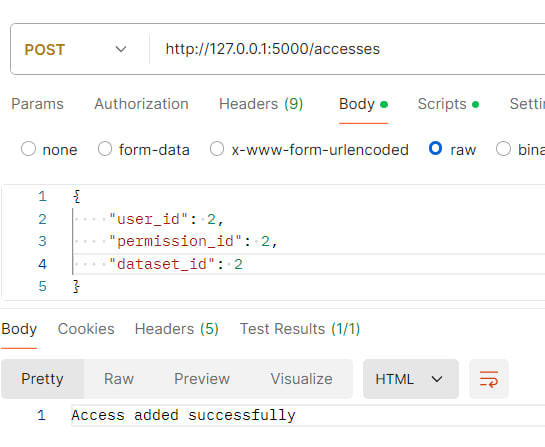 POST http://127.0.0.1:5000/accesses
Params Authorization Headers (9) Body Scripts Setti
none form-data x-www-form-urlencoded raw bina
1 {
2 "user_id": 2,
3 "permission_id": 2,
4 "dataset_id": 2
5 }
Body Cookies Headers (5) Test Results (1/1)
Pretty Raw Preview Visualize HTML
1 Access added successfully